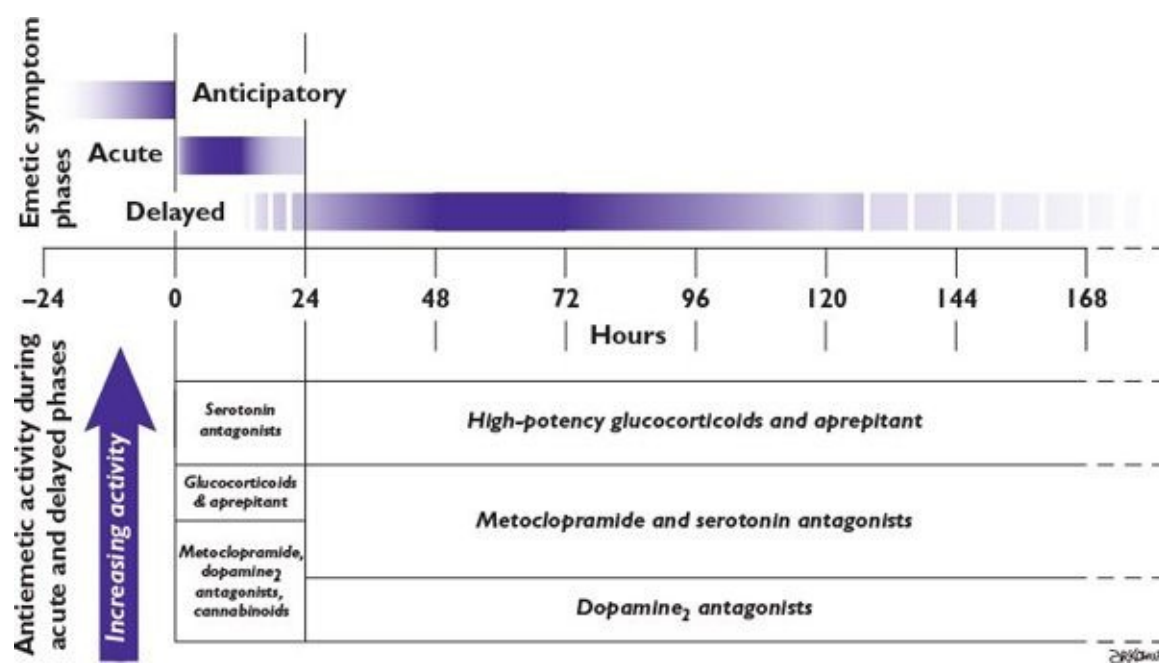 Emetic symptom
phases
Anticipatory
Acute
Delayed
–24 0 24 48 72 96 120 144 168
Hours
Antiemetic activity during
acute and delayed phases
Increasing activity
Serotonin
antagonists
Glucocorticoids
& aprepitant
Metoclopramide,
dopamine₂
antagonists,
cannabinoids
High-potency glucocorticoids and aprepitant
Metoclopramide and serotonin antagonists
Dopamine₂ antagonists